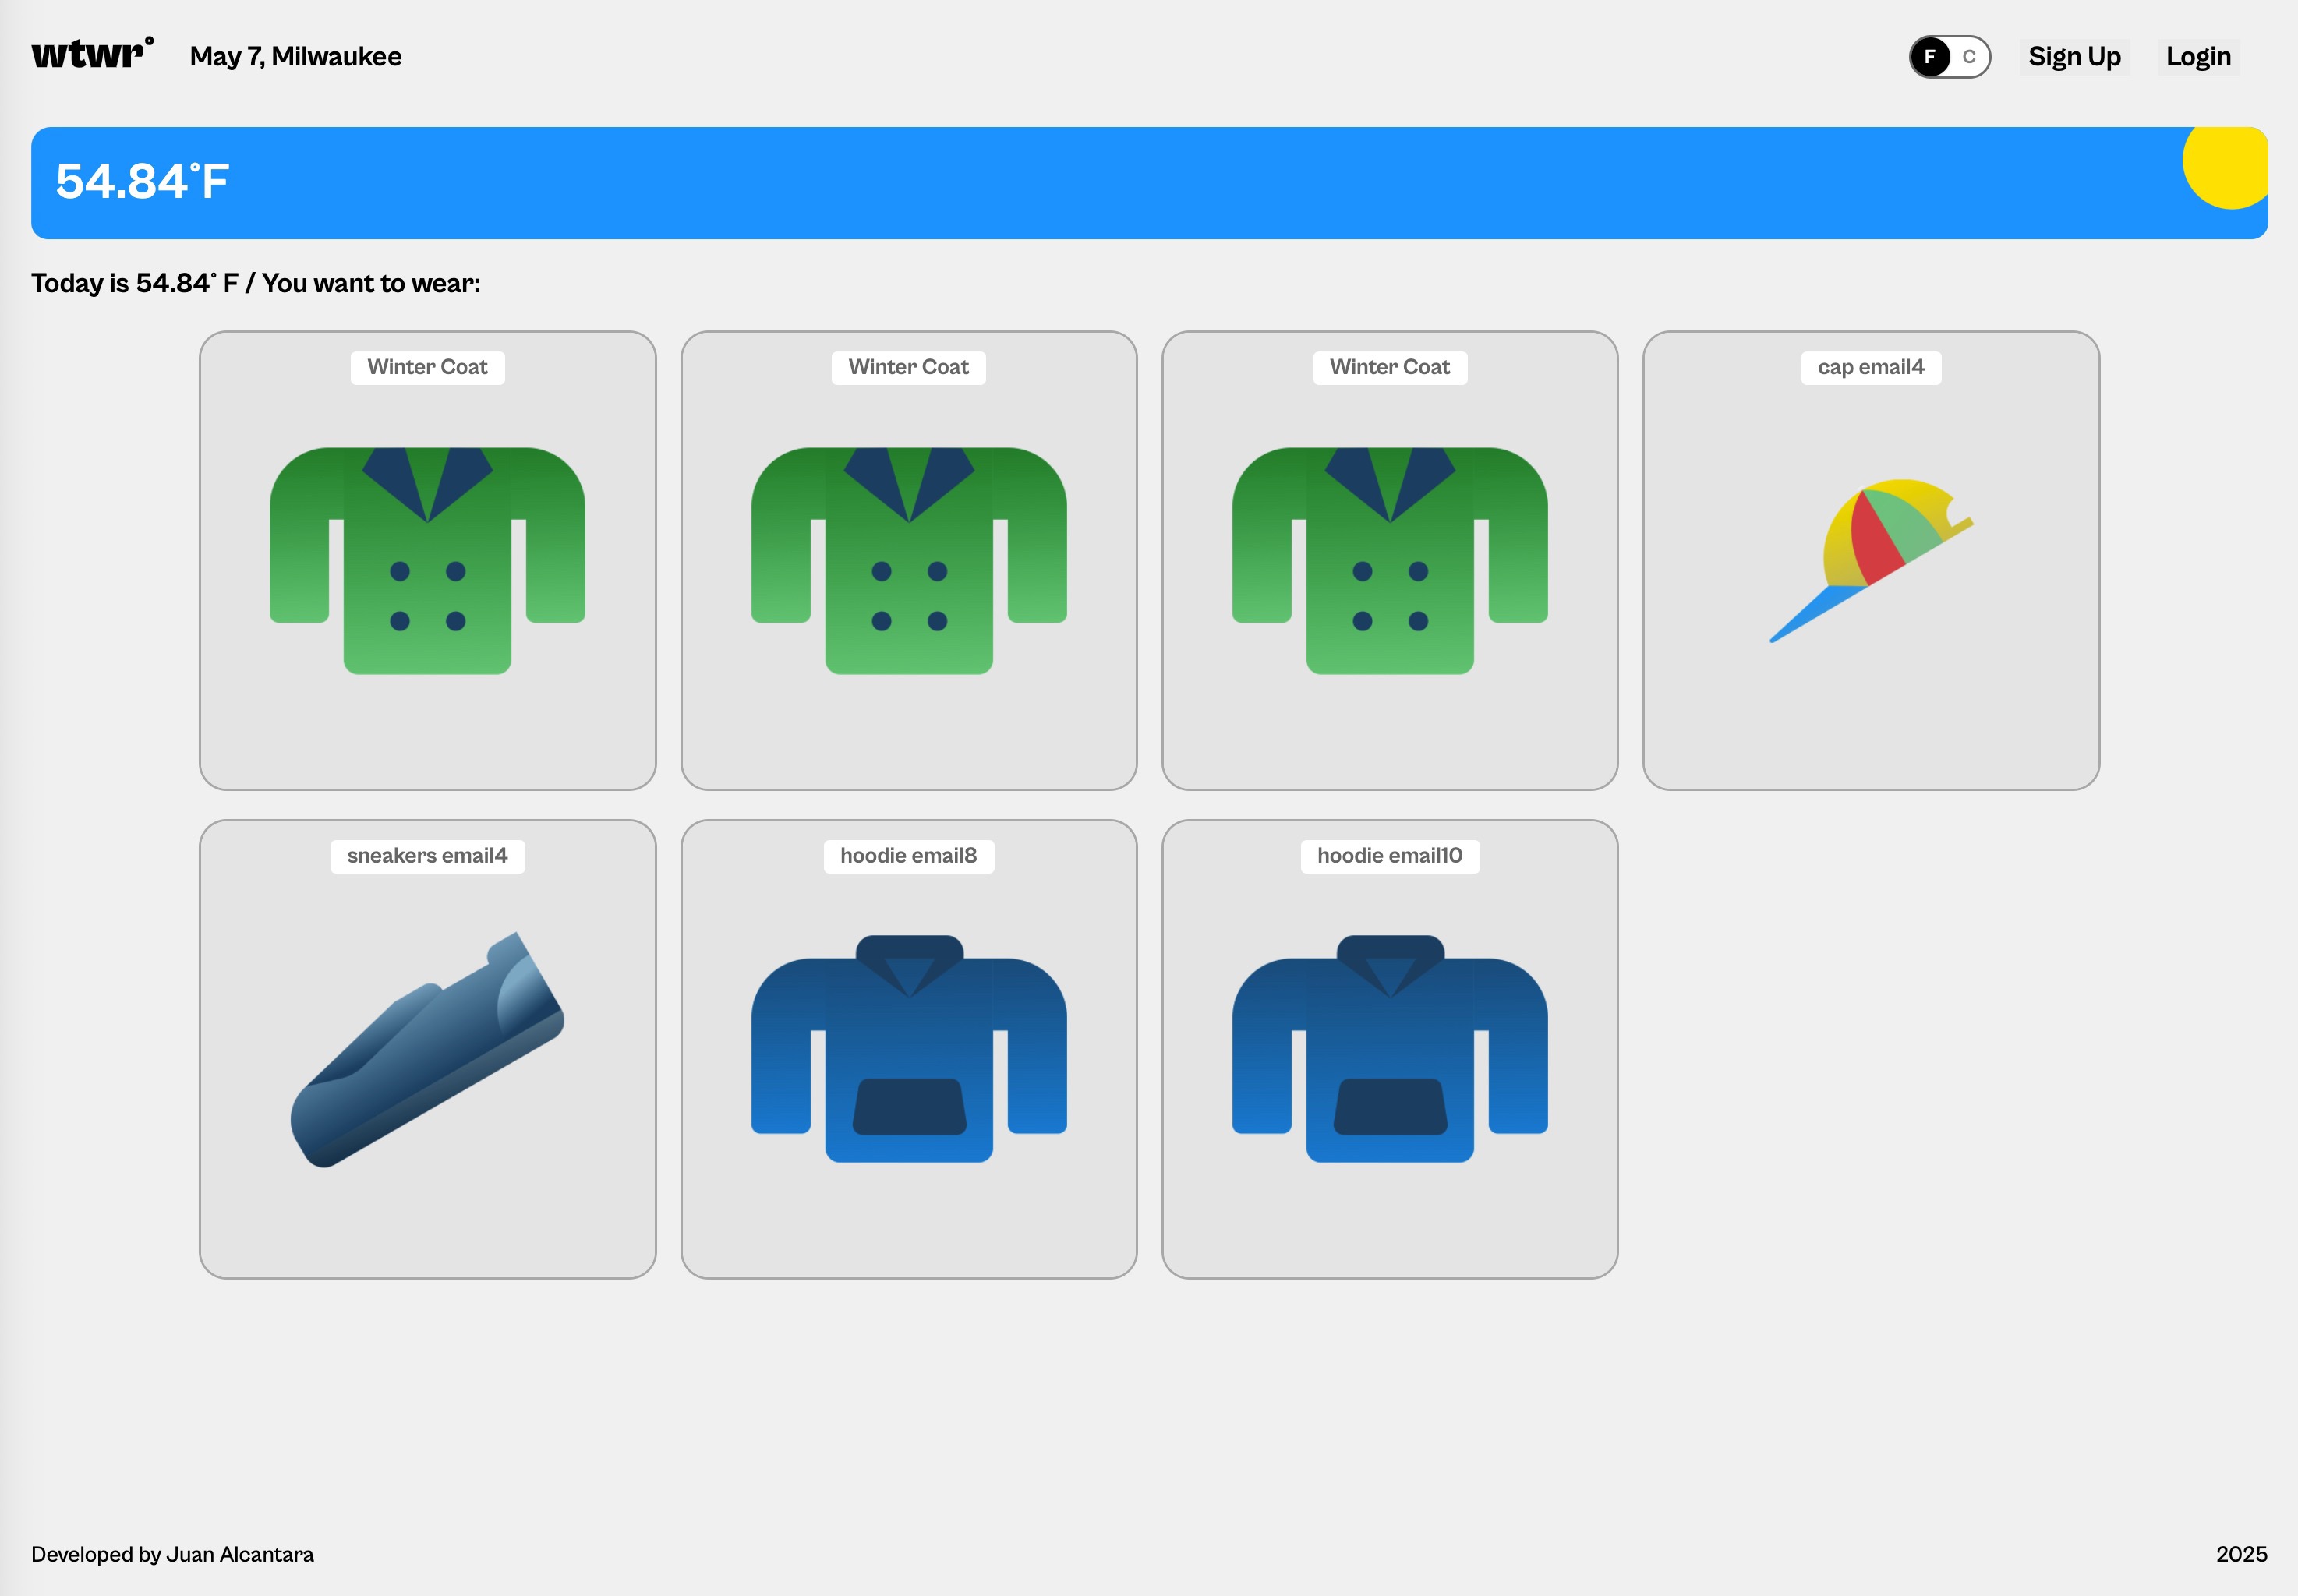 wtwr°
May 7, Milwaukee
F C
Sign Up
Login
54.84°F
Today is 54.84° F / You want to wear:
Winter Coat
Winter Coat
Winter Coat
cap email4
sneakers email4
hoodie email8
hoodie email10
Developed by Juan Alcantara
2025